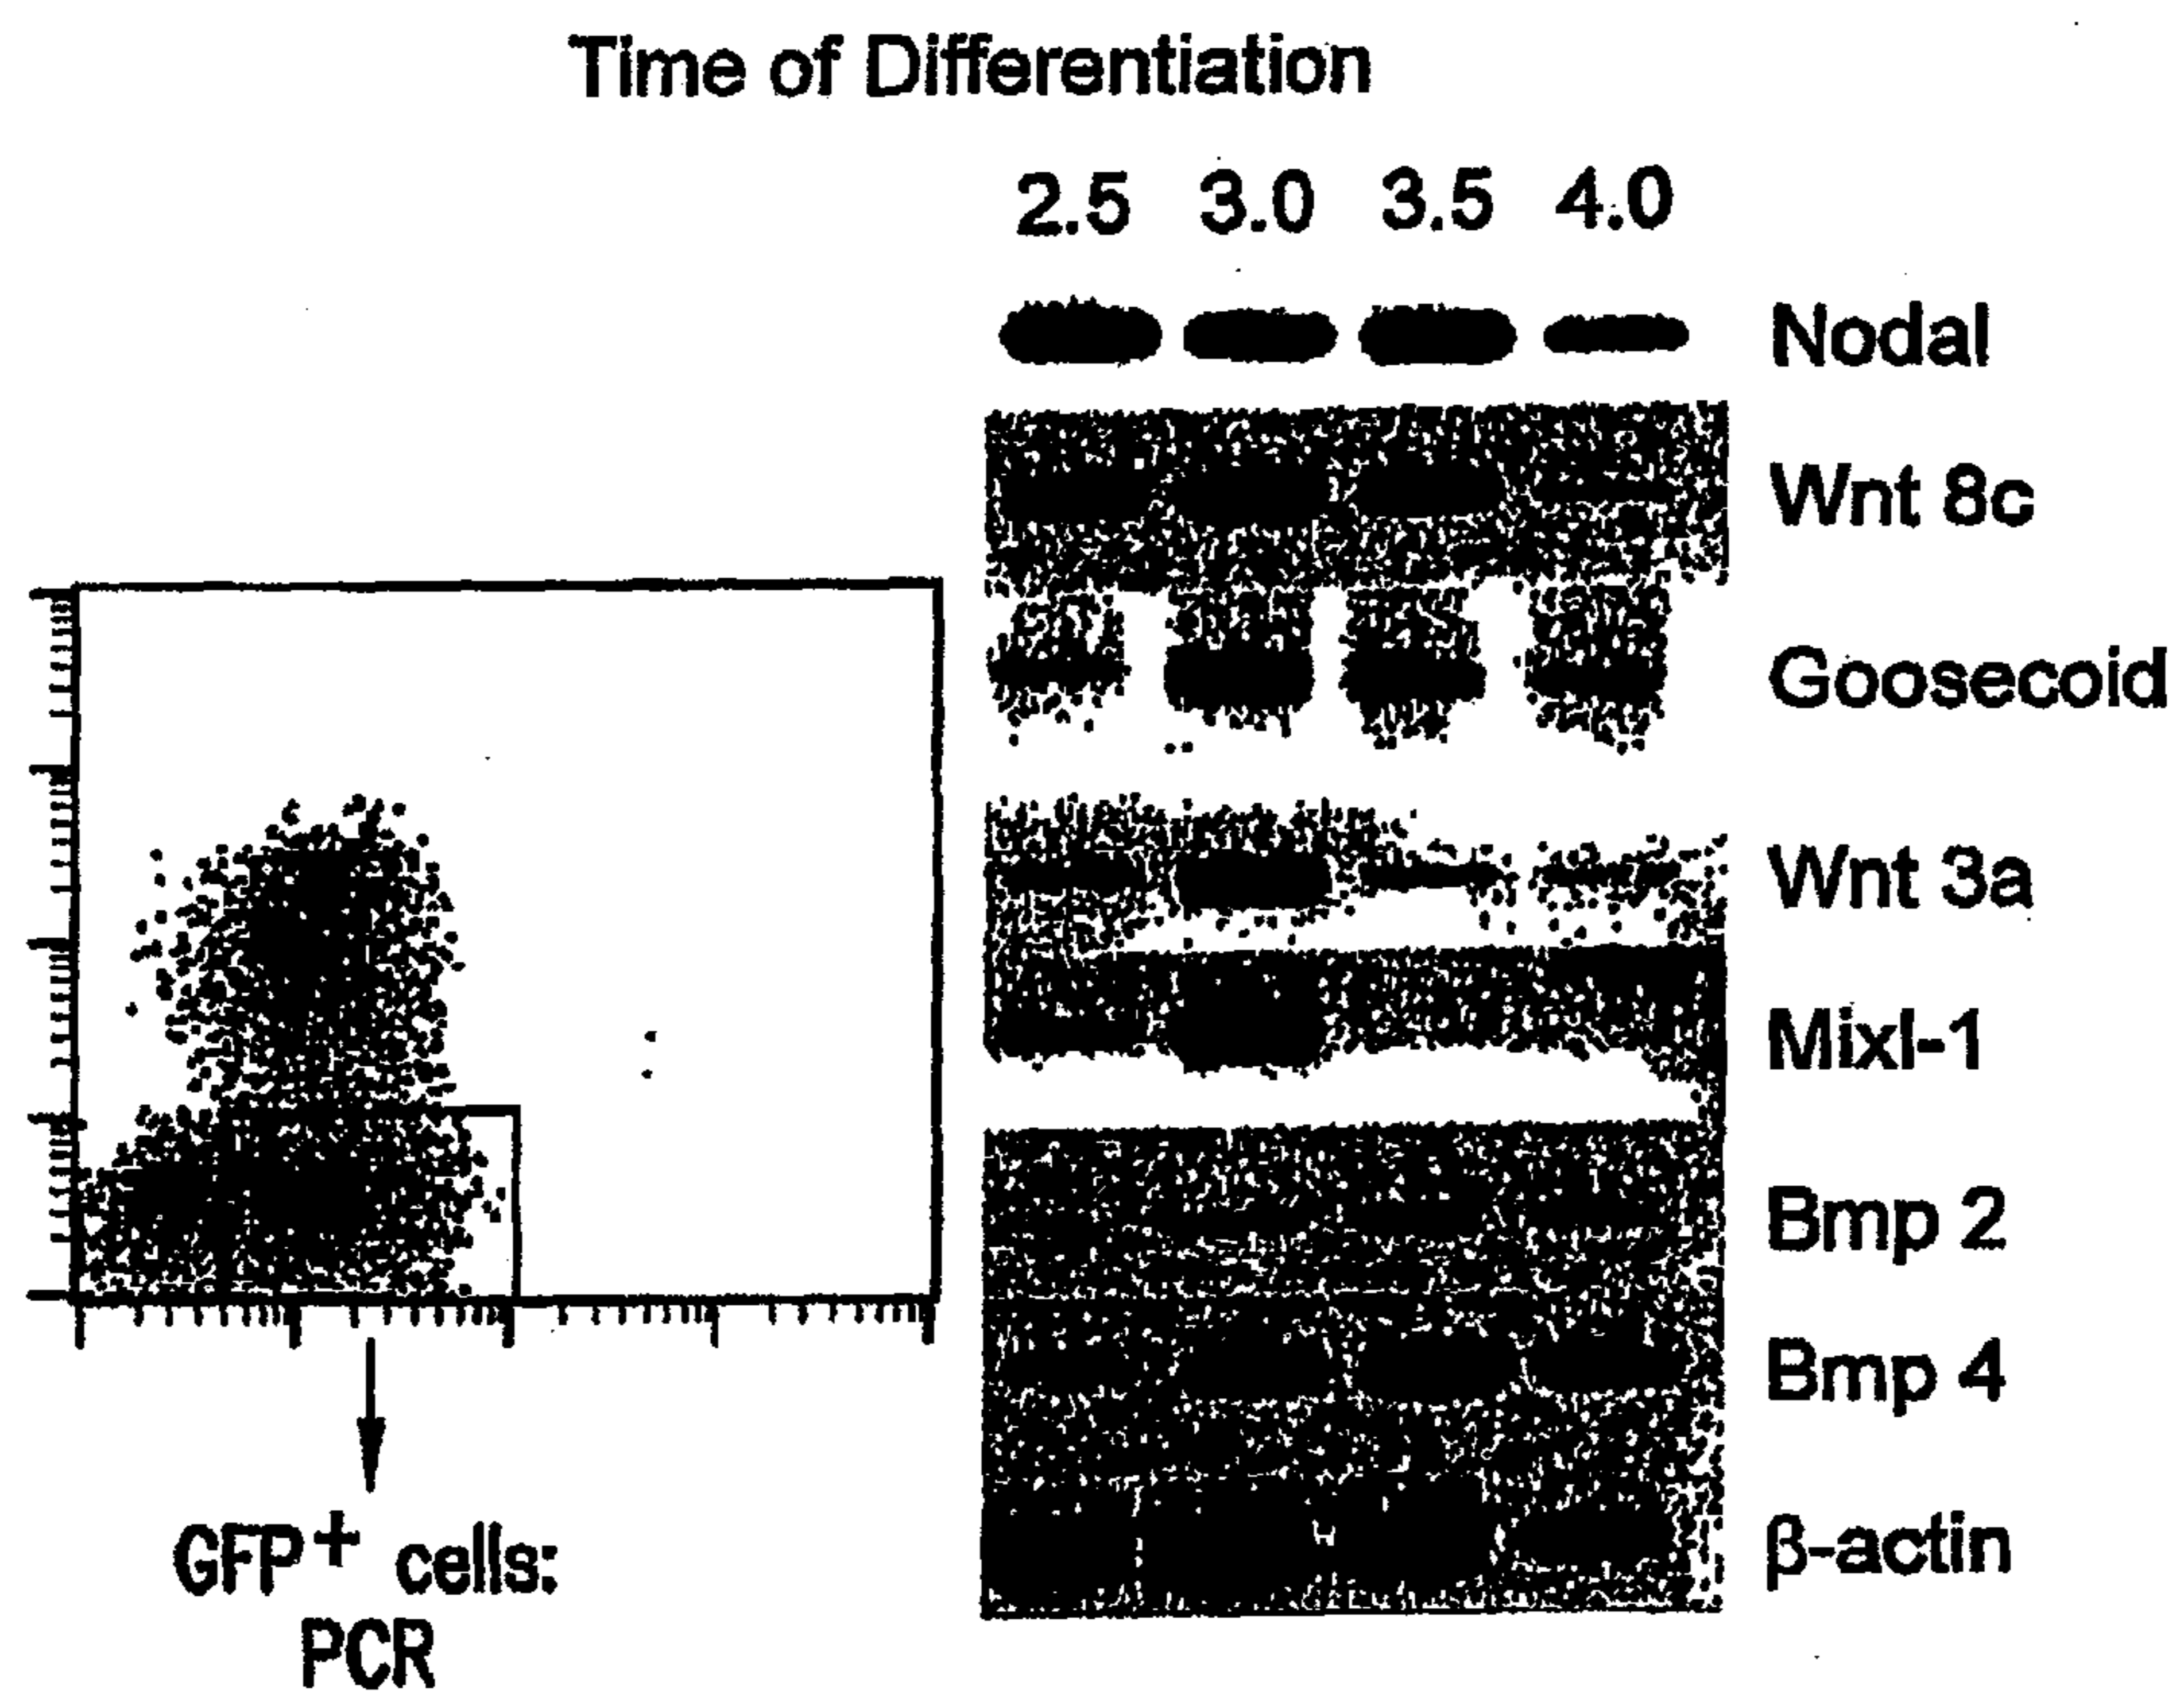 Time of Differentiation
2.5 3.0 3.5 4.0
Nodal
Wnt 8c
Goosecoid
Wnt 3a
Mixl-1
Bmp 2
Bmp 4
β-actin
GFP+ cells:
PCR